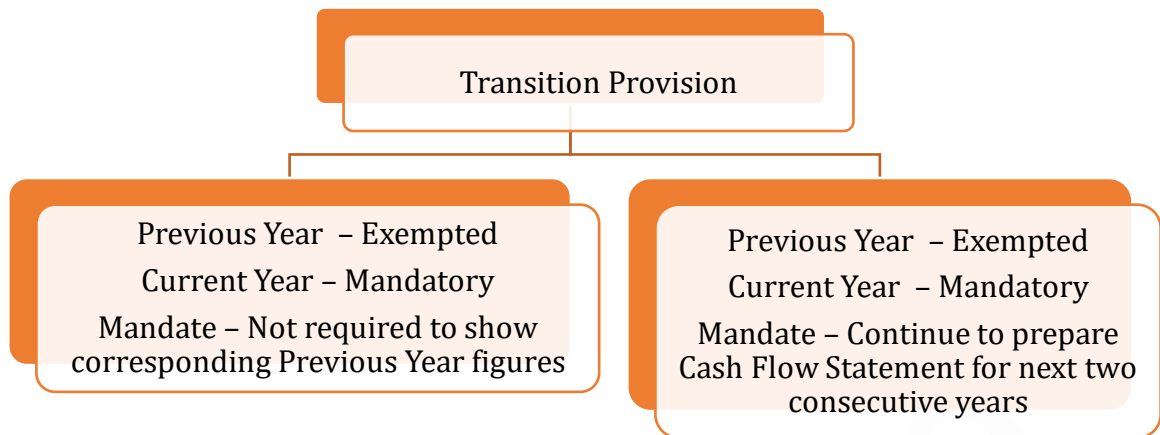 Transition Provision
Previous Year – Exempted
Current Year – Mandatory
Mandate – Not required to show
corresponding Previous Year figures
Previous Year – Exempted
Current Year – Mandatory
Mandate – Continue to prepare
Cash Flow Statement for next two
consecutive years